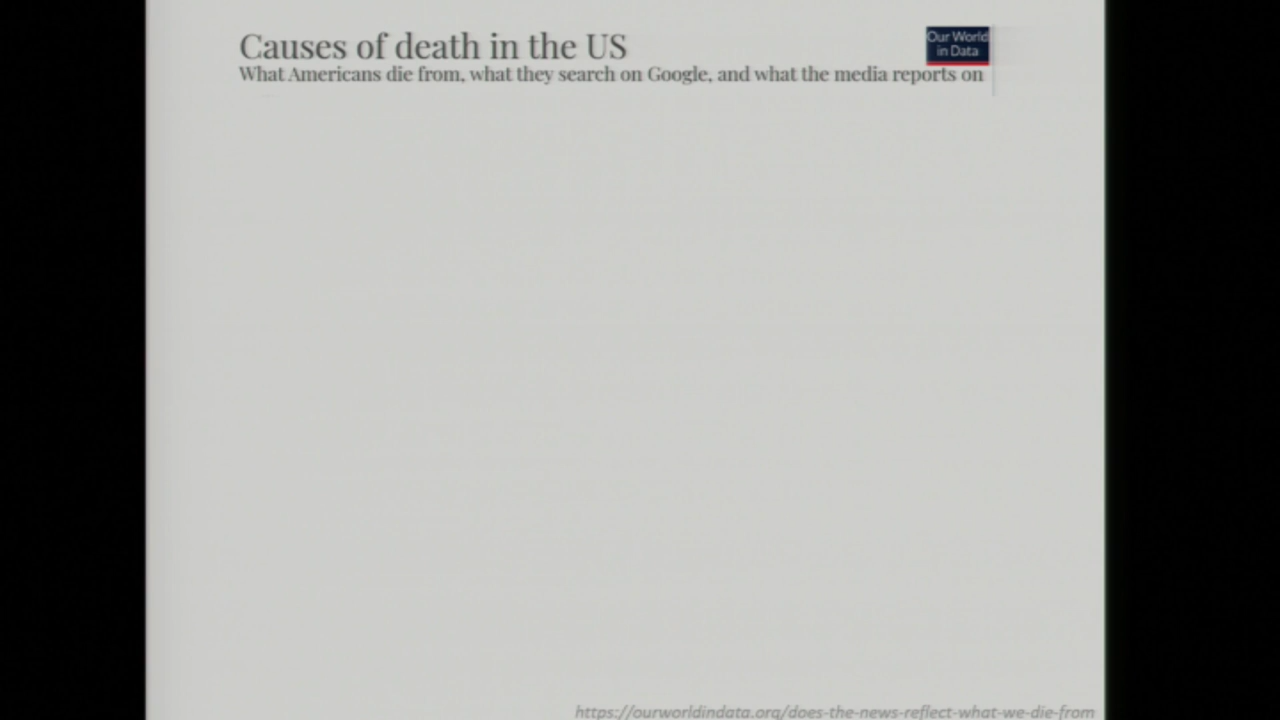 Causes of death in the US
Our World
in Data
What Americans die from, what they search on Google, and what the media reports on
https://ourworldindata.org/does-the-news-reflect-what-we-die-from